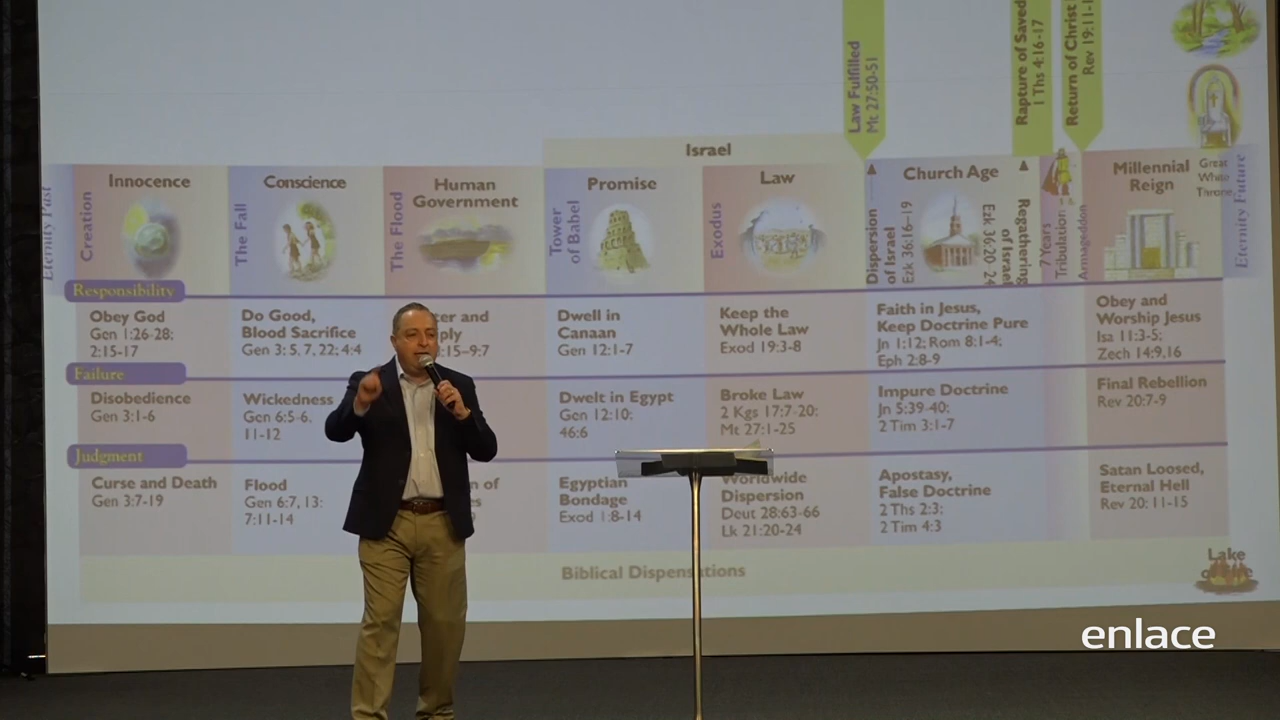 Law Fulfilled
Mt 27:50-51
Rapture of Saved
1 Ths 4:16-17
Return of Christ
Rev 19:11-1
Israel
Eternity Past
Creation
Innocence
The Fall
Conscience
The Flood
Human
Government
Tower
of Babel
Promise
Exodus
Law
Dispersion
of Israel
Ezk 36:16–19
Church Age
Ezk 36:20-24
Regathering
of Israel
7 Years
Tribulation
Armageddon
Millennial
Reign
Great
White
Throne
Eternity Future
Responsibility
Obey God
Gen 1:26-28;
2:15-17
Do Good,
Blood Sacrifice
Gen 3: 5, 7, 22; 4:4
ter and
ply
:15–9:7
Dwell in
Canaan
Gen 12:1-7
Keep the
Whole Law
Exod 19:3-8
Faith in Jesus,
Keep Doctrine Pure
Jn 1:12; Rom 8:1-4;
Eph 2:8-9
Obey and
Worship Jesus
Isa 11:3-5;
Zech 14:9,16
Failure
Disobedience
Gen 3:1-6
Wickedness
Gen 6:5-6,
11-12
Dwelt in Egypt
Gen 12:10;
46:6
Broke Law
2 Kgs 17:7-20;
Mt 27:1-25
Impure Doctrine
Jn 5:39-40;
2 Tim 3:1-7
Final Rebellion
Rev 20:7-9
Judgment
Curse and Death
Gen 3:7-19
Flood
Gen 6:7, 13;
7:11-14
n of
s
Egyptian
Bondage
Exod 1:8-14
Worldwide
Dispersion
Deut 28:63-66
Lk 21:20-24
Apostasy,
False Doctrine
2 Ths 2:3;
2 Tim 4:3
Satan Loosed,
Eternal Hell
Rev 20: 11-15
Biblical Dispensations
Lake
enlace